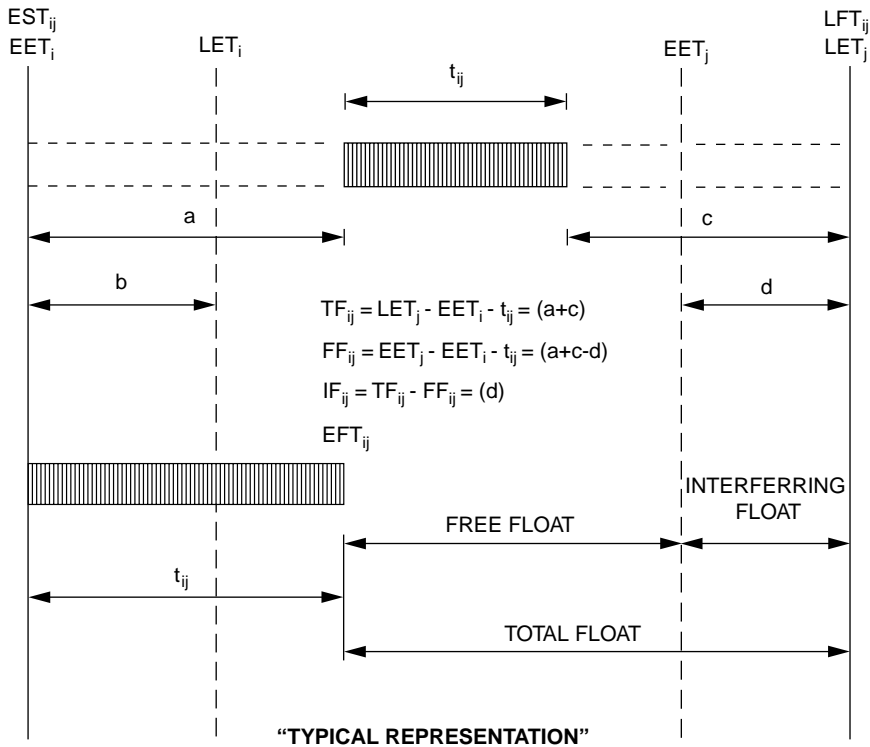 EST_ij LFT_ij
EET_i LET_i EET_j LET_j
t_ij
a
c
b
d
TF_ij = LET_j - EET_i - t_ij = (a+c)
FF_ij = EET_j - EET_i - t_ij = (a+c-d)
IF_ij = TF_ij - FF_ij = (d)
EFT_ij
INTERFERRING
FLOAT
FREE FLOAT
t_ij
TOTAL FLOAT
“TYPICAL REPRESENTATION”